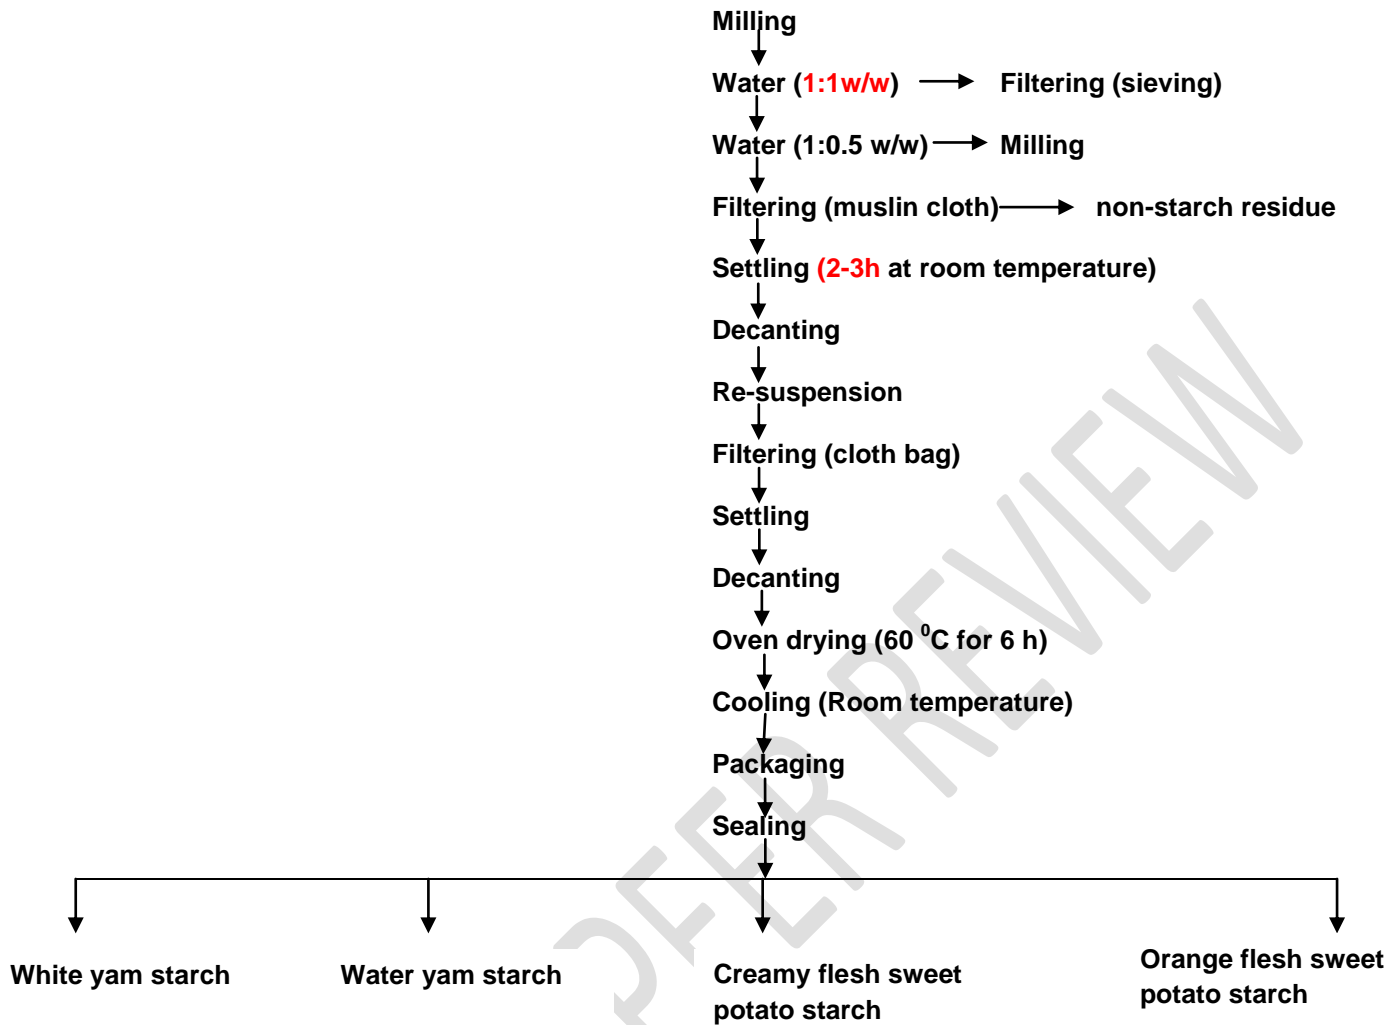 Milling
Water (1:1w/w) Filtering (sieving)
Water (1:0.5 w/w) Milling
Filtering (muslin cloth) non-starch residue
Settling (2-3h at room temperature)
Decanting
Re-suspension
Filtering (cloth bag)
Settling
Decanting
Oven drying (60 ⁰C for 6 h)
Cooling (Room temperature)
Packaging
Sealing
White yam starch
Water yam starch
Creamy flesh sweet
potato starch
Orange flesh sweet
potato starch
PEER REVIEW